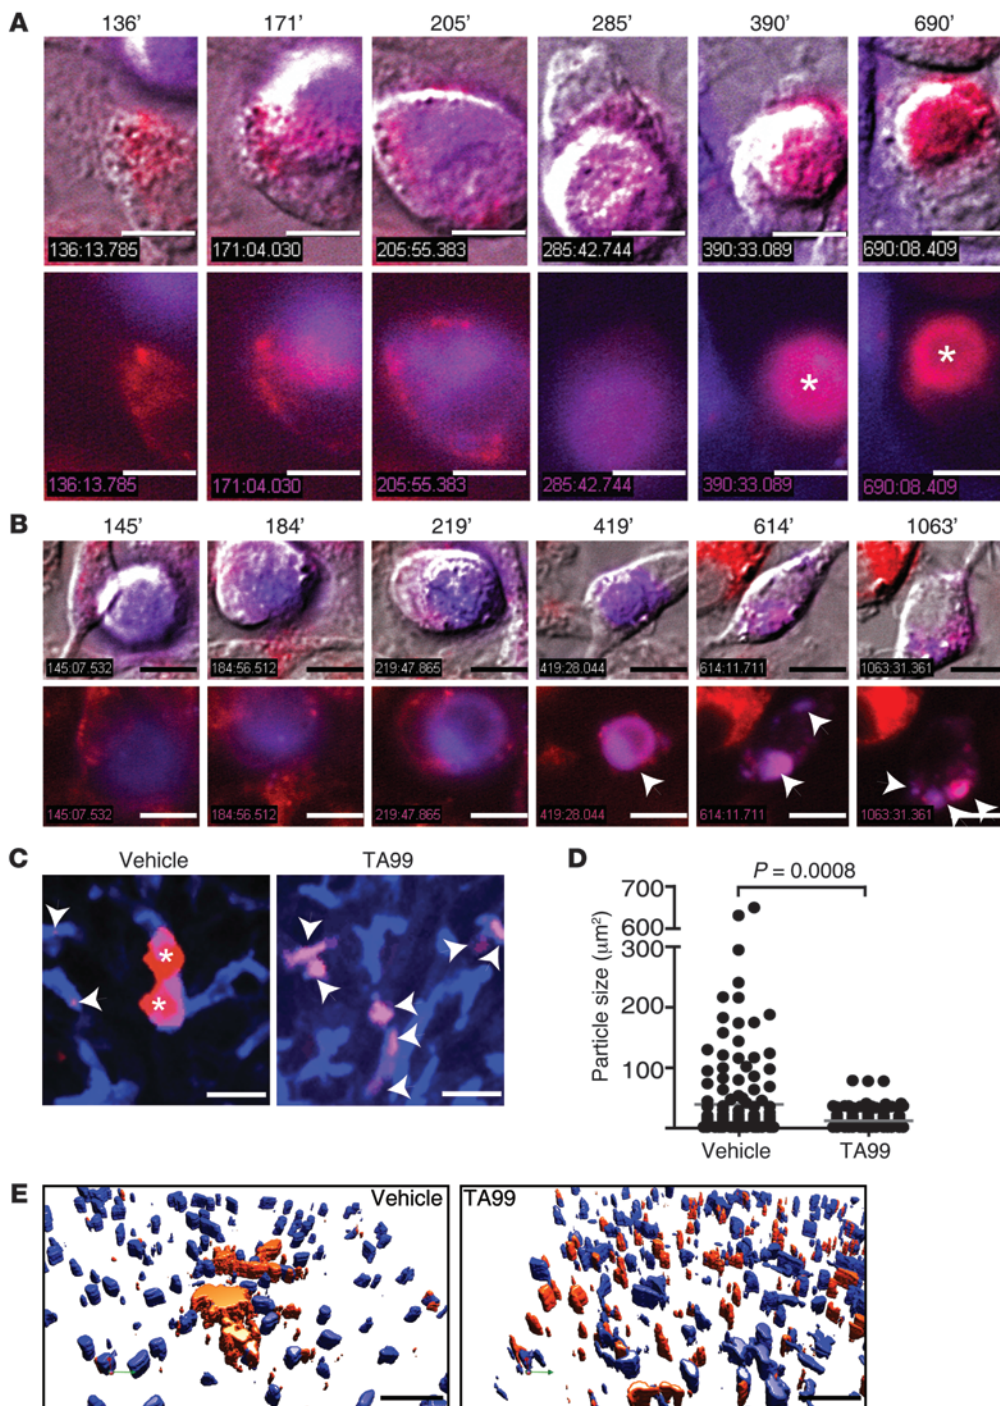 A
136' 171' 205' 285' 390' 690'
136:13.785 171:04.030 205:55.383 285:42.744 390:33.089 690:08.409
* *
136:13.785 171:04.030 205:55.383 285:42.744 390:33.089 690:08.409
B
145' 184' 219' 419' 614' 1063'
145:07.532 184:56.512 219:47.865 419:28.044 614:11.711 1063:31.361
145:07.532 184:56.512 219:47.865 419:28.044 614:11.711 1063:31.361
C
Vehicle TA99
*
*
D
P = 0.0008
700
600
300
200
100
Particle size (μm²)
Vehicle TA99
E
Vehicle TA99